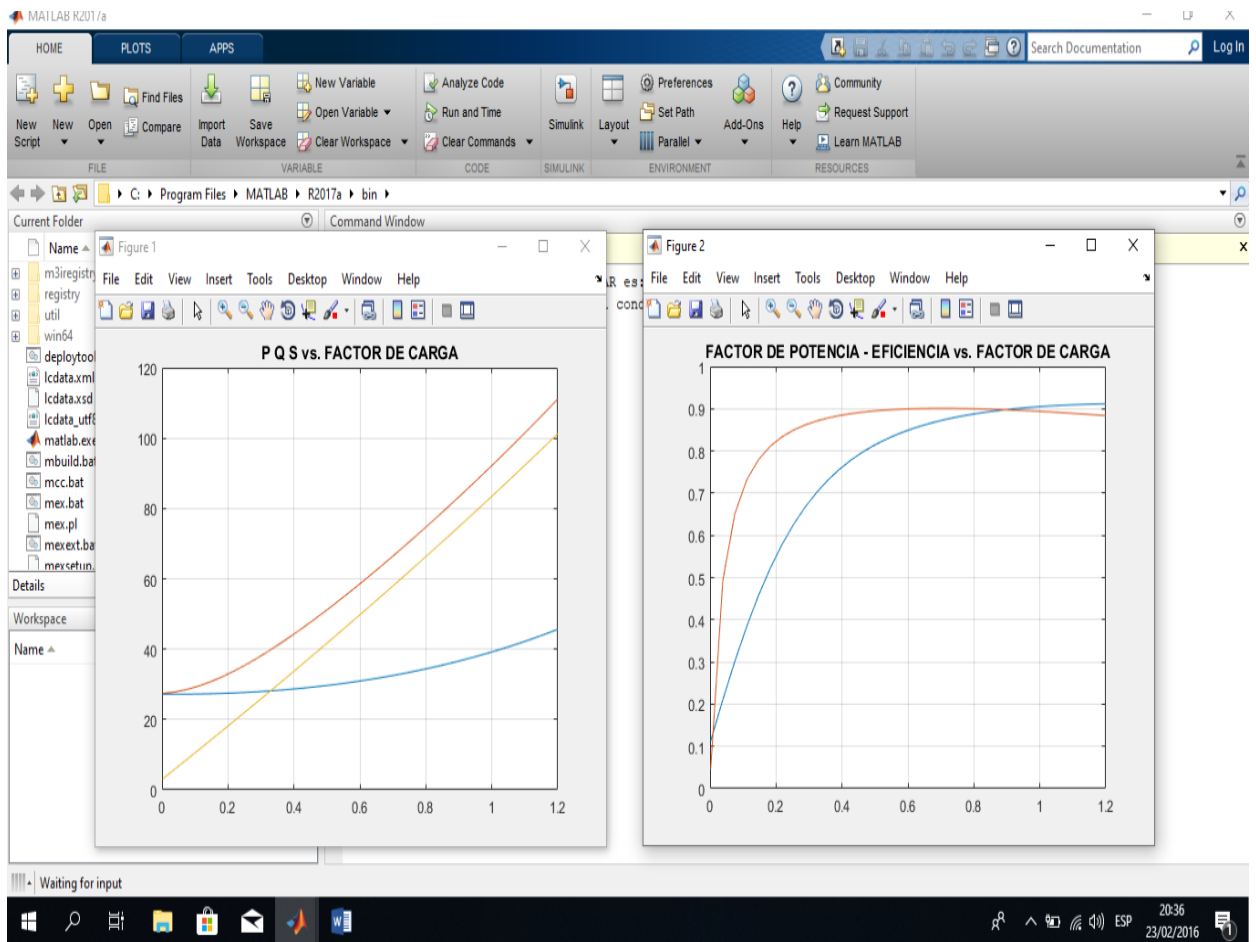 MATLAB R2017a
HOME PLOTS APPS
Search Documentation Log In
New Script
New
Open
Find Files
Compare
Import Data
Save Workspace
New Variable
Open Variable
Clear Workspace
Analyze Code
Run and Time
Clear Commands
Simulink
Layout
Preferences
Set Path
Parallel
Add-Ons
Help
Community
Request Support
Learn MATLAB
FILE VARIABLE CODE SIMULINK ENVIRONMENT RESOURCES
C: Program Files MATLAB R2017a bin
Current Folder
Command Window
Name
m3iregistry
registry
util
win64
deploytool
lcdata.xml
lcdata.xsd
lcdata_utf8
matlab.exe
mbuild.bat
mcc.bat
mex.bat
mex.pl
mexext.bat
mexsetup.
Details
Workspace
Name
AR es:
cond
Figure 1
File Edit View Insert Tools Desktop Window Help
P Q S vs. FACTOR DE CARGA
120
100
80
60
40
20
0
0 0.2 0.4 0.6 0.8 1 1.2
Figure 2
File Edit View Insert Tools Desktop Window Help
FACTOR DE POTENCIA - EFICIENCIA vs. FACTOR DE CARGA
1
0.9
0.8
0.7
0.6
0.5
0.4
0.3
0.2
0.1
0
0 0.2 0.4 0.6 0.8 1 1.2
Waiting for input
ESP
20:36
23/02/2016
1